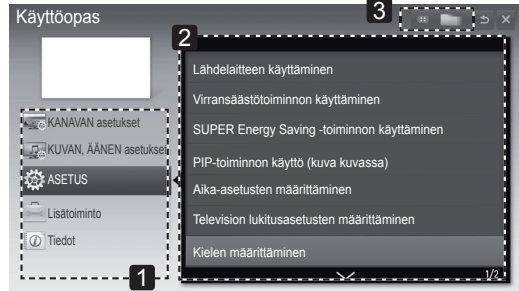 Käyttöopas
3
2
KANAVAN asetukset
KUVAN, ÄÄNEN asetukset
ASETUS
Lisätoiminto
Tiedot
1
Lähdelaitteen käyttäminen
Virransäästötoiminnon käyttäminen
SUPER Energy Saving -toiminnon käyttäminen
PIP-toiminnon käyttö (kuva kuvassa)
Aika-asetusten määrittäminen
Television lukitusasetusten määrittäminen
Kielen määrittäminen
1/2